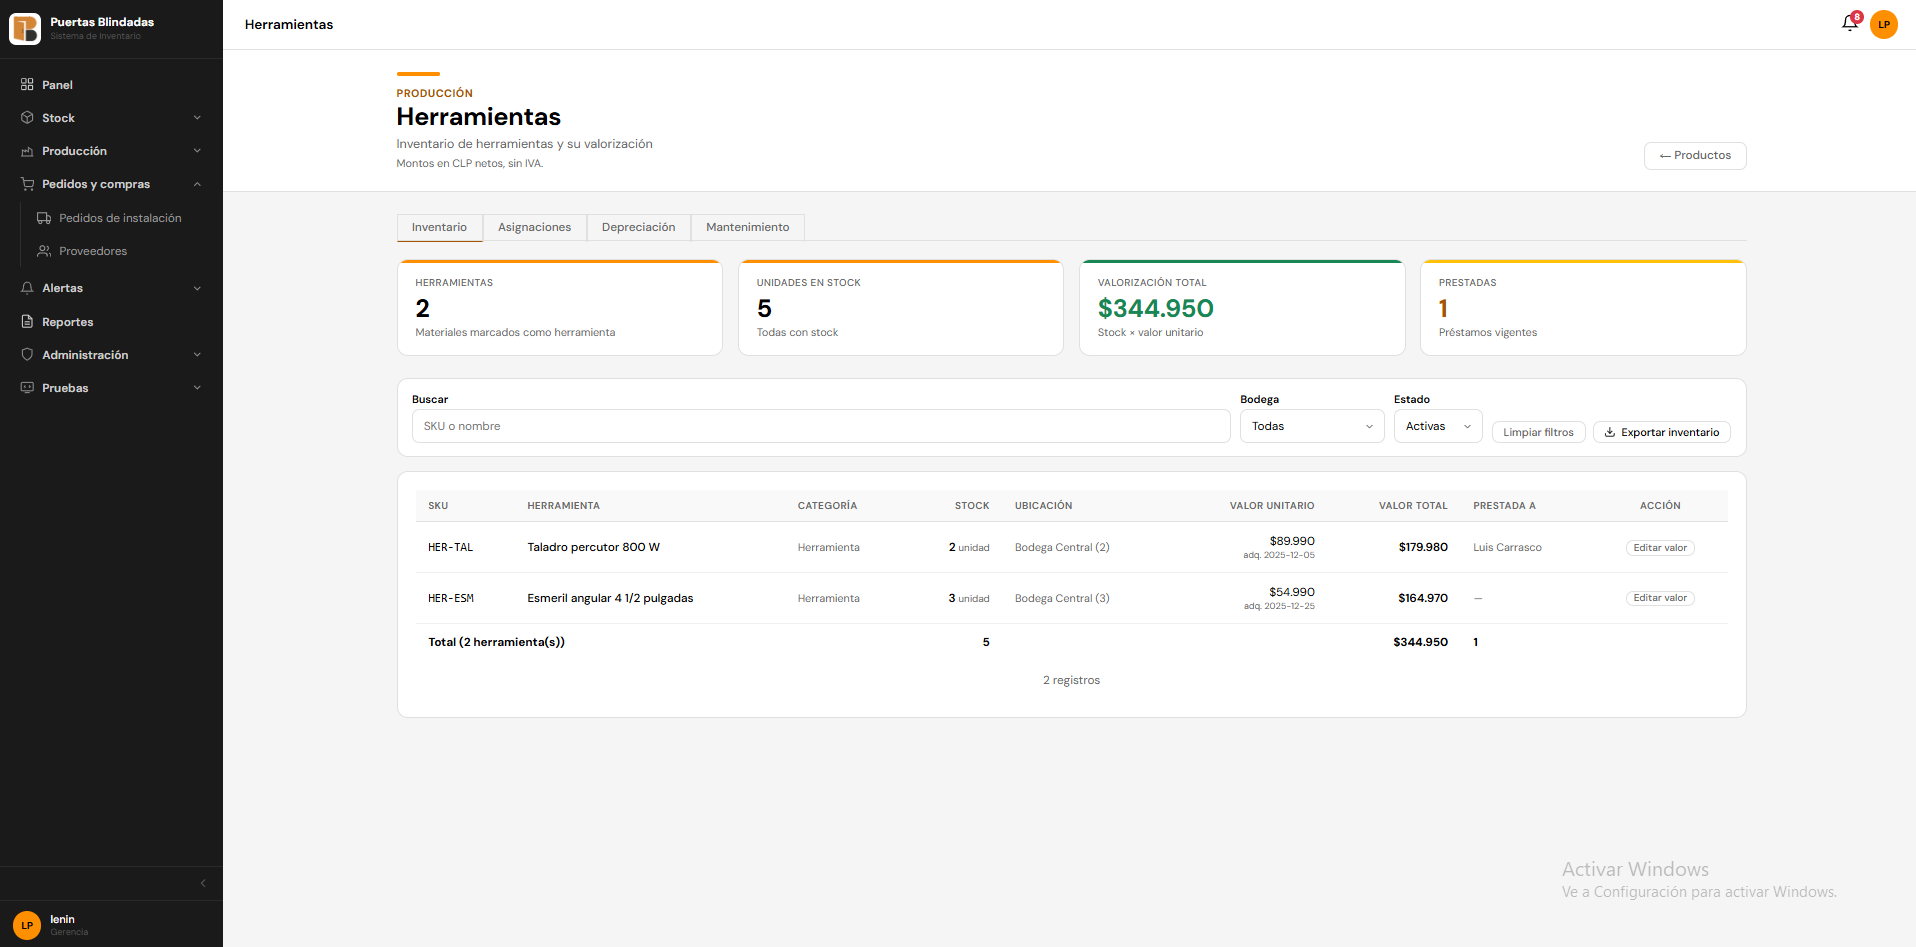 Puertas Blindadas
Sistema de Inventario
Herramientas
8
LP
Panel
Stock
Producción
Pedidos y compras
Pedidos de instalación
Proveedores
Alertas
Reportes
Administración
Pruebas
lenin
Gerencia
LP
PRODUCCIÓN
Herramientas
Inventario de herramientas y su valorización
Montos en CLP netos, sin IVA.
← Productos
Inventario Asignaciones Depreciación Mantenimiento
HERRAMIENTAS
2
Materiales marcados como herramienta
UNIDADES EN STOCK
5
Todas con stock
VALORIZACIÓN TOTAL
$344.950
Stock × valor unitario
PRESTADAS
1
Préstamos vigentes
Buscar
SKU o nombre
Bodega
Todas
Estado
Activas
Limpiar filtros
Exportar inventario
SKU HERRAMIENTA CATEGORÍA STOCK UBICACIÓN VALOR UNITARIO VALOR TOTAL PRESTADA A ACCIÓN
HER-TAL Taladro percutor 800 W Herramienta 2 unidad Bodega Central (2) $89.990 $179.980 Luis Carrasco Editar valor
adq. 2025-12-05
HER-ESM Esmeril angular 4 1/2 pulgadas Herramienta 3 unidad Bodega Central (3) $54.990 $164.970 — Editar valor
adq. 2025-12-25
Total (2 herramienta(s)) 5 $344.950 1
2 registros
Activar Windows
Ve a Configuración para activar Windows.